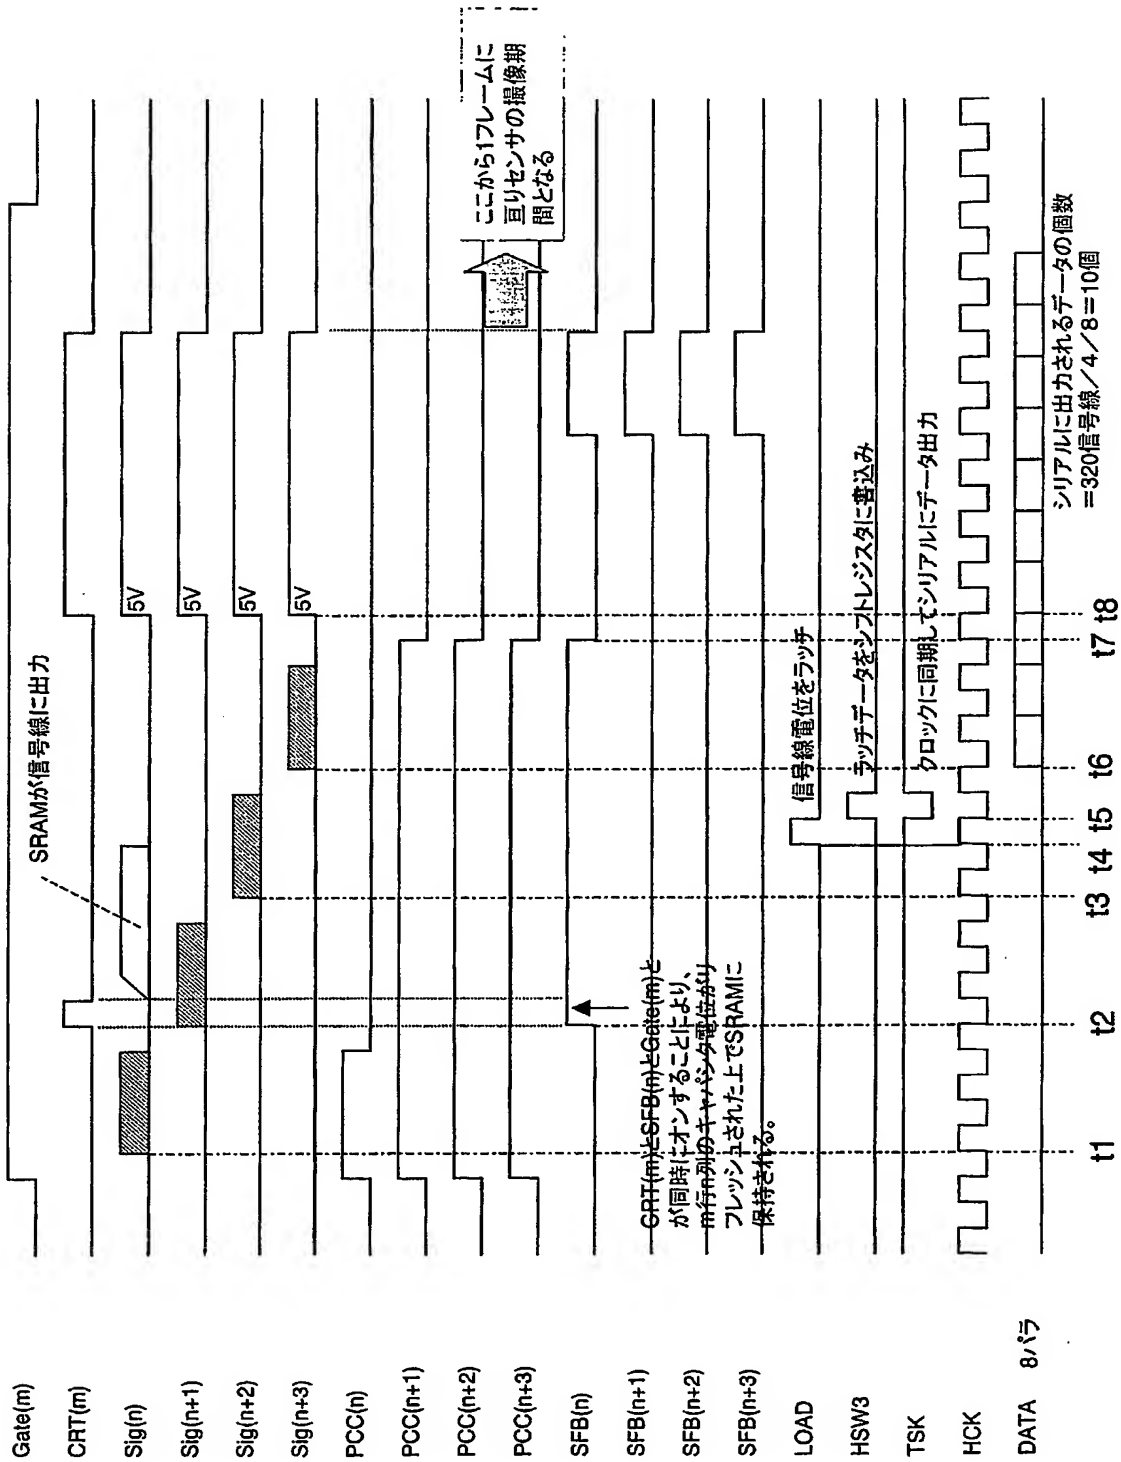 Gate(m)
CRT(m)
Sig(n)
Sig(n+1)
Sig(n+2)
Sig(n+3)
PCC(n)
PCC(n+1)
PCC(n+2)
PCC(n+3)
SFB(n)
SFB(n+1)
SFB(n+2)
SFB(n+3)
LOAD
HSW3
TSK
HCK
DATA 8パラ
SRAMが信号線に出力
5V
5V
5V
5V
ここから1フレームに
亘りセンサの撮像期
間となる
CRT(m)とSFB(n)とGate(m)と
が同時にオンすることにより、
m行n列のキャパシタ電位がリ
フレッシュされた上でSRAMに
保持される。
信号線電位をラッチ
ラッチデータをシフトレジスタに書込み
クロックに同期してシリアルにデータ出力
シリアルに出力されるデータの個数
=320信号線/4/8=10個
t1
t2
t3
t4
t5
t6
t7
t8